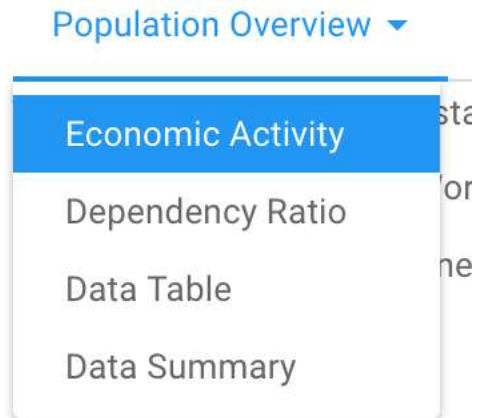 Population Overview
Economic Activity
Dependency Ratio
Data Table
Data Summary